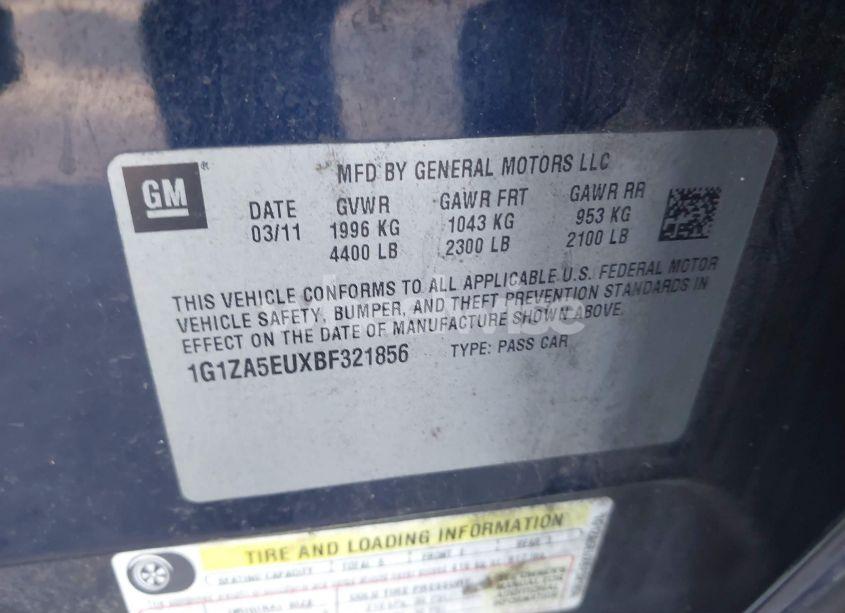 GM
MFD BY GENERAL MOTORS LLC
DATE GVWR GAWR FRT GAWR RR
03/11 1996 KG 1043 KG 953 KG
4400 LB 2300 LB 2100 LB
THIS VEHICLE CONFORMS TO ALL APPLICABLE U.S. FEDERAL MOTOR
VEHICLE SAFETY, BUMPER, AND THEFT PREVENTION STANDARDS IN
EFFECT ON THE DATE OF MANUFACTURE SHOWN ABOVE.
1G1ZA5EUXBF321856 TYPE: PASS CAR
TIRE AND LOADING INFORMATION
SEATING CAPACITY